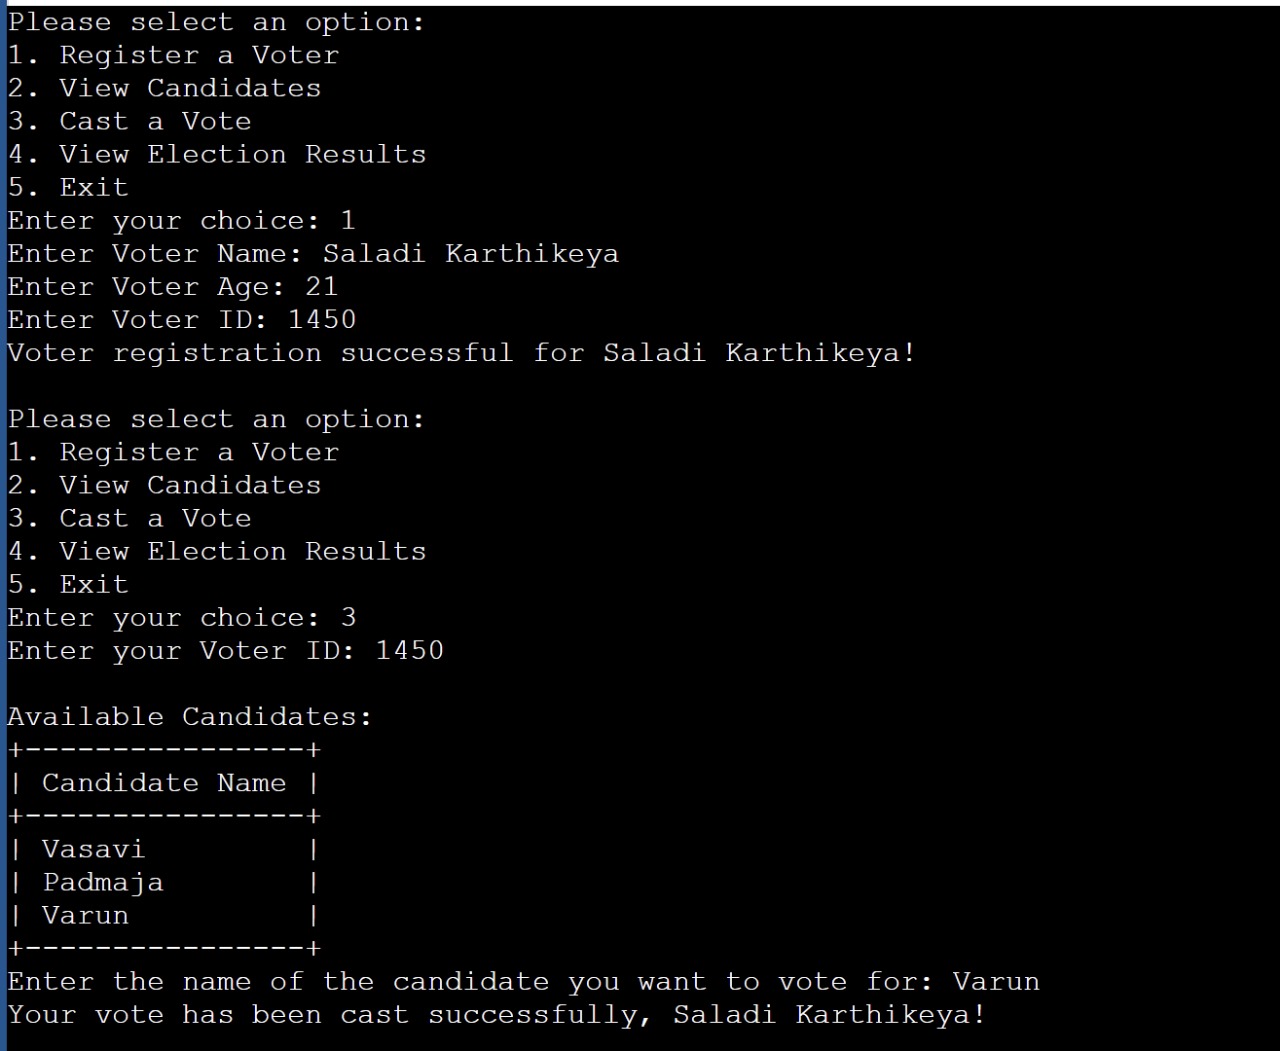 Please select an option:
1. Register a Voter
2. View Candidates
3. Cast a Vote
4. View Election Results
5. Exit
Enter your choice: 1
Enter Voter Name: Saladi Karthikeya
Enter Voter Age: 21
Enter Voter ID: 1450
Voter registration successful for Saladi Karthikeya!

Please select an option:
1. Register a Voter
2. View Candidates
3. Cast a Vote
4. View Election Results
5. Exit
Enter your choice: 3
Enter your Voter ID: 1450

Available Candidates:
+----------------+
| Candidate Name |
+----------------+
| Vasavi         |
| Padmaja        |
| Varun          |
+----------------+
Enter the name of the candidate you want to vote for: Varun
Your vote has been cast successfully, Saladi Karthikeya!